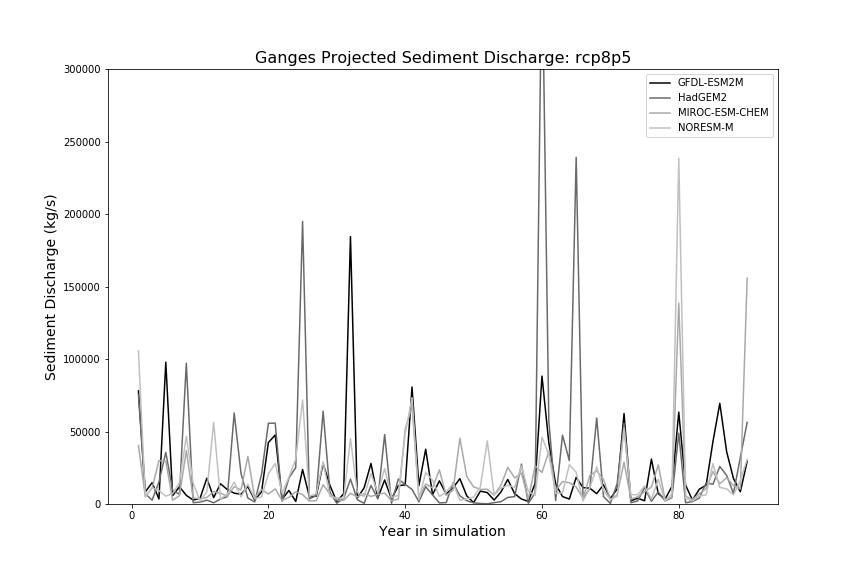 Ganges Projected Sediment Discharge: rcp8p5
300000
250000
200000
150000
100000
50000
0
Sediment Discharge (kg/s)
GFDL-ESM2M
HadGEM2
MIROC-ESM-CHEM
NORESM-M
0 20 40 60 80
Year in simulation